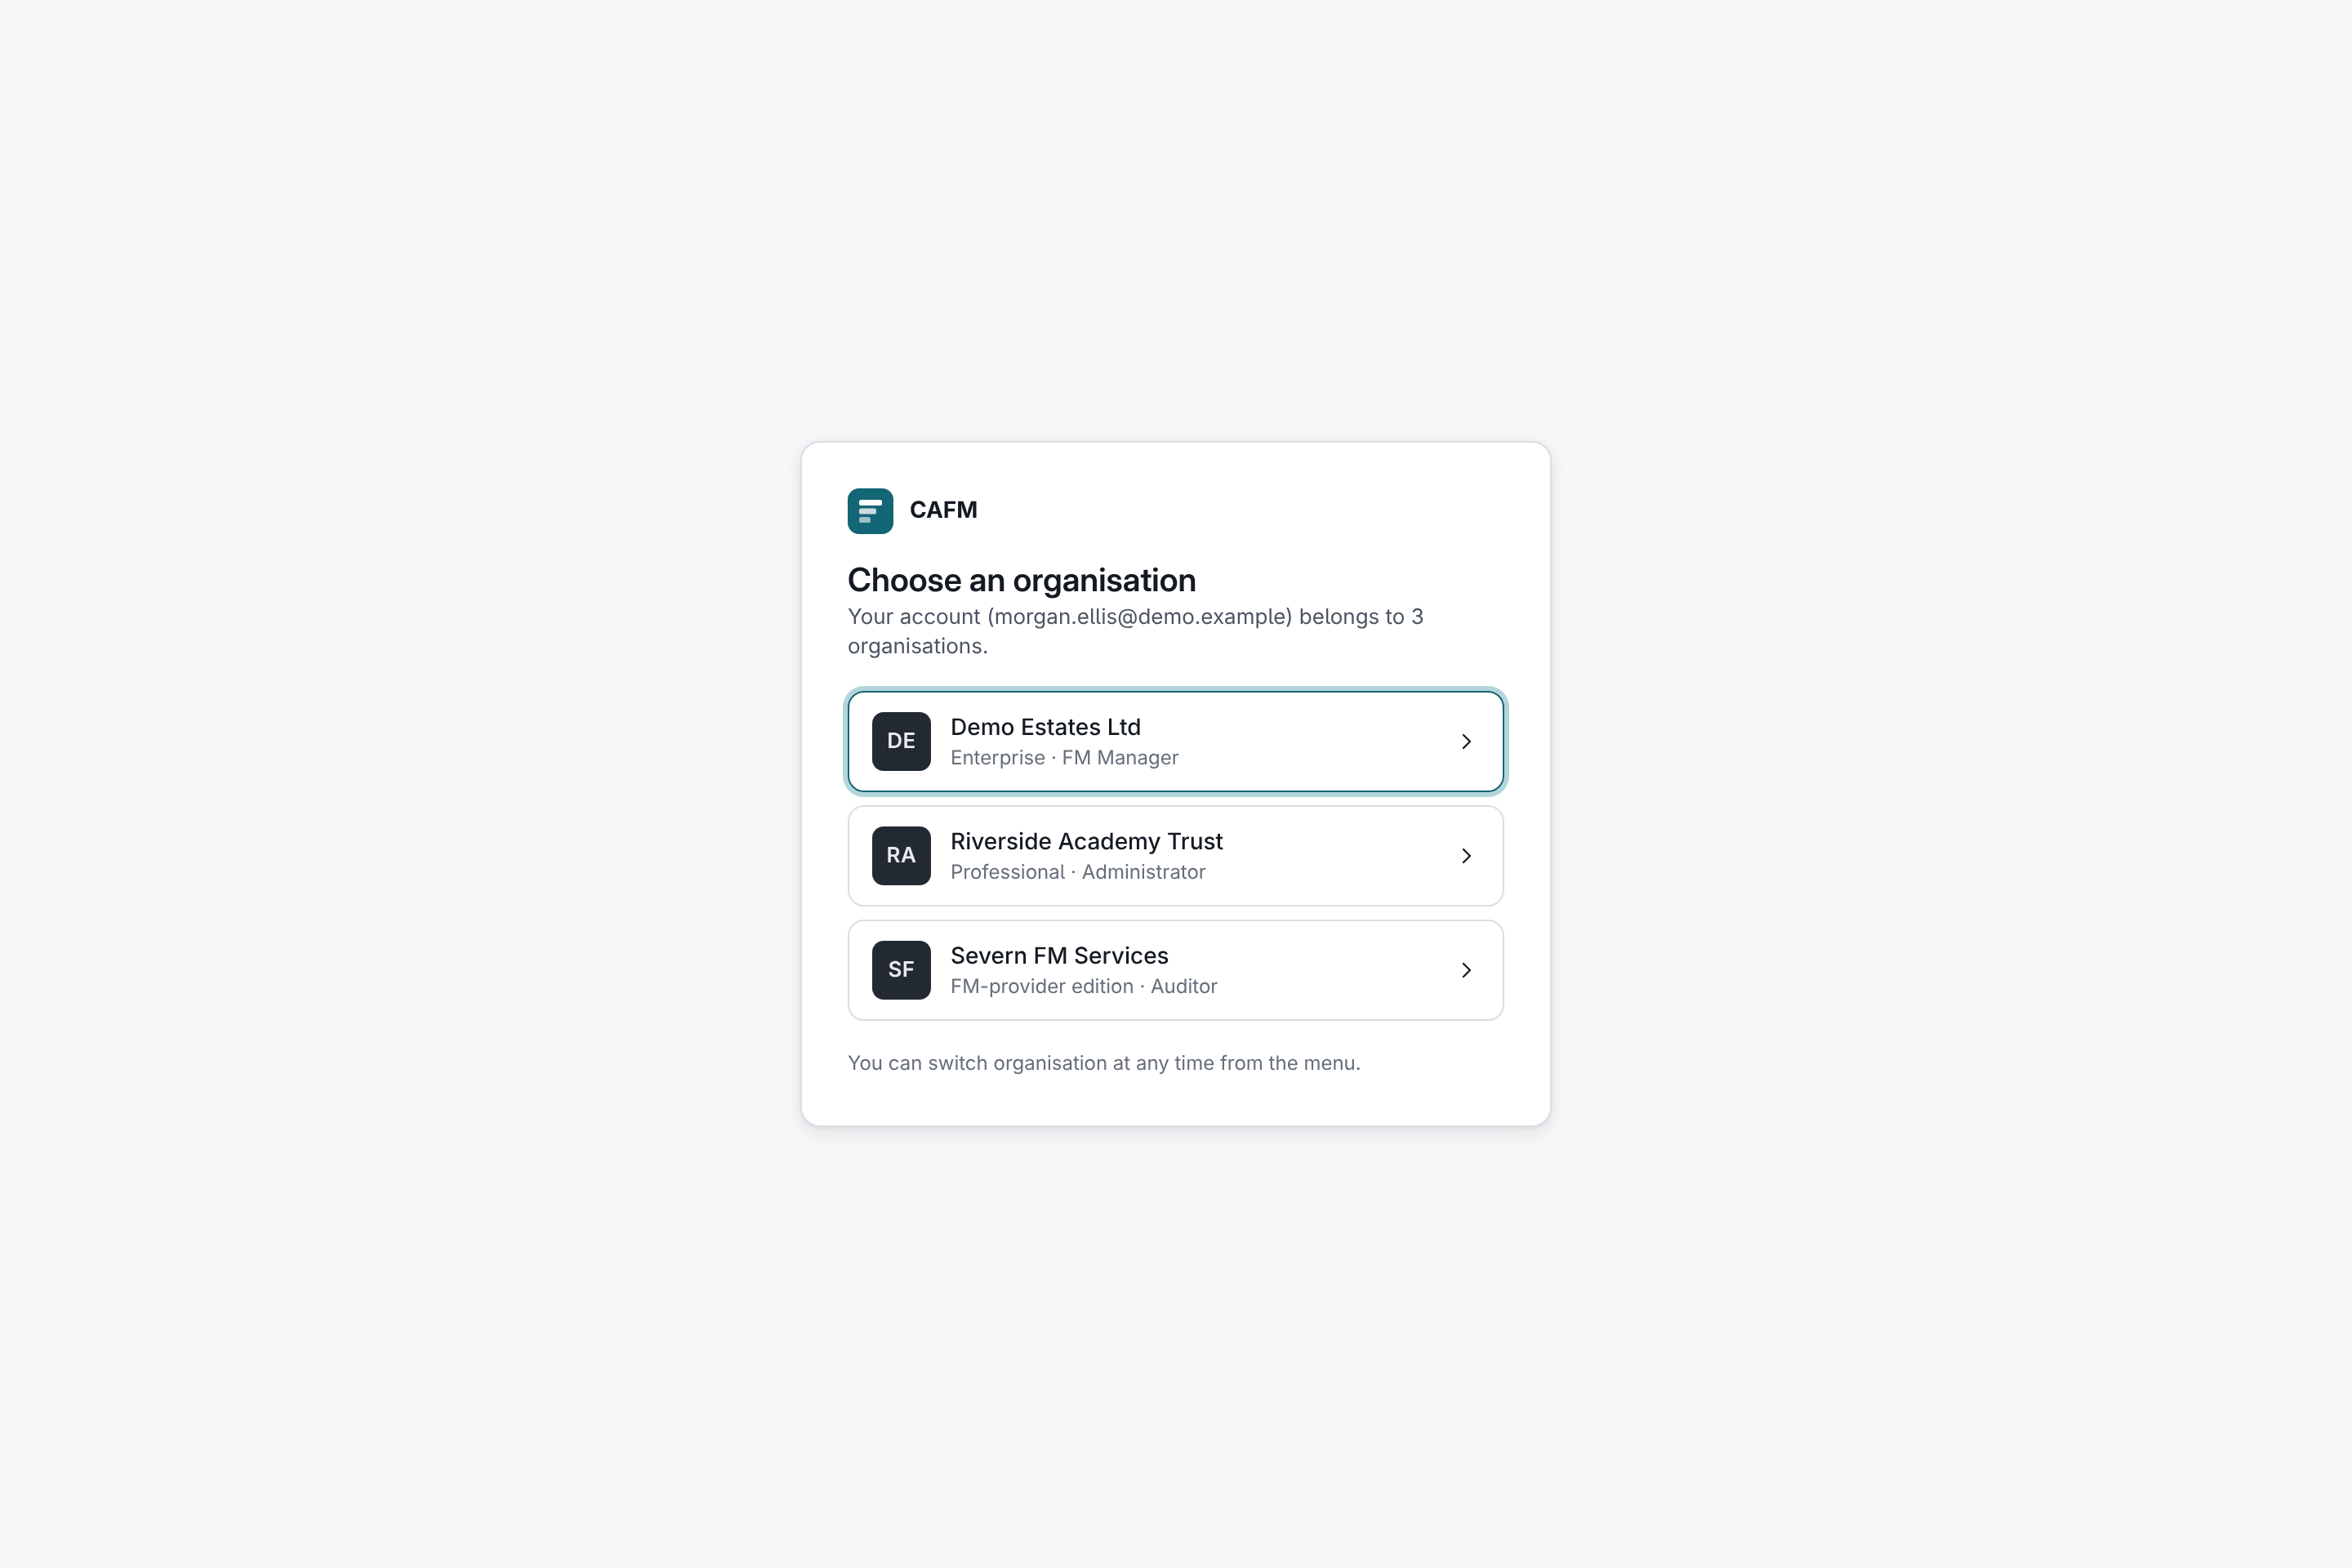 CAFM
Choose an organisation
Your account (morgan.ellis@demo.example) belongs to 3
organisations.
DE
Demo Estates Ltd
Enterprise · FM Manager
RA
Riverside Academy Trust
Professional · Administrator
SF
Severn FM Services
FM-provider edition · Auditor
You can switch organisation at any time from the menu.